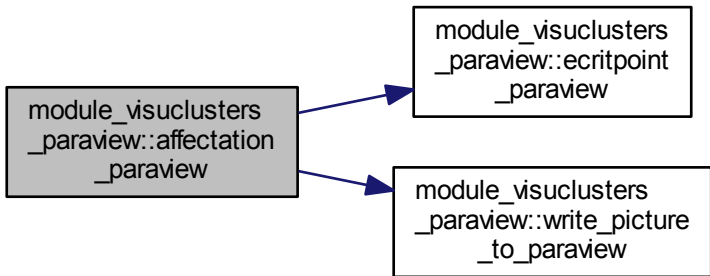 module_visuclusters
_paraview::affectation
_paraview
module_visuclusters
_paraview::ecritpoint
_paraview
module_visuclusters
_paraview::write_picture
_to_paraview